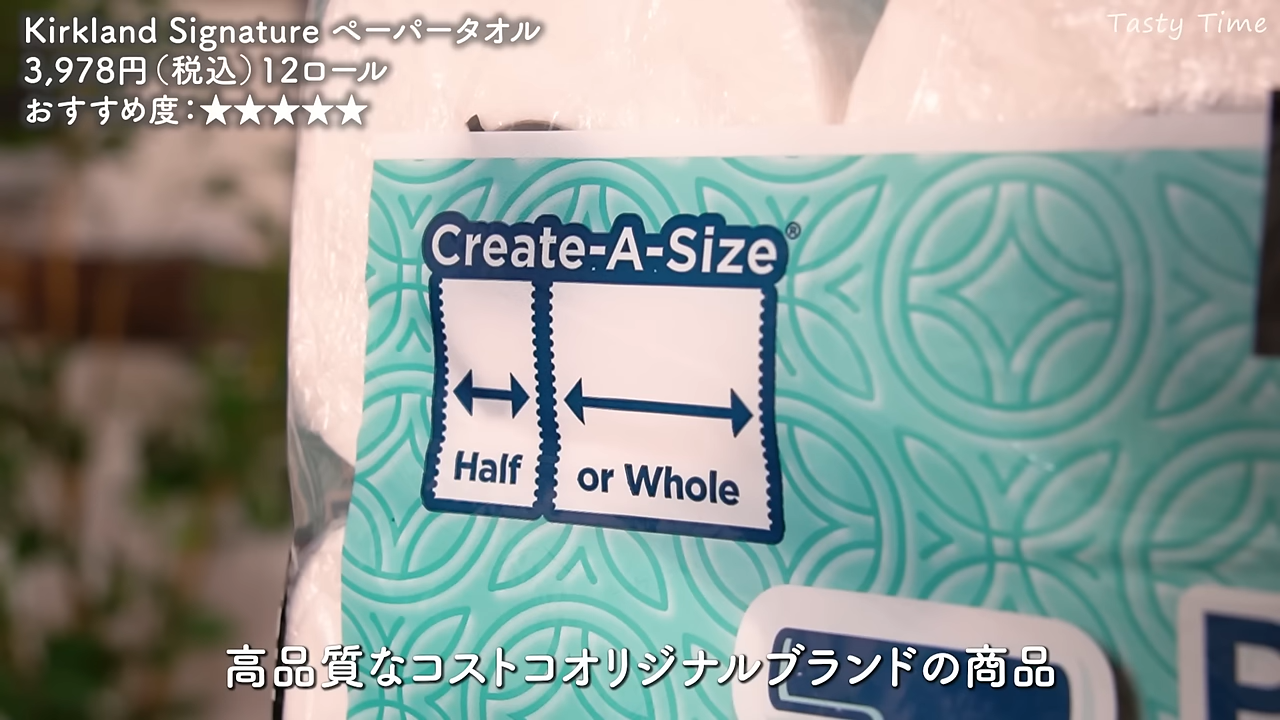 Kirkland Signature ペーパータオル
3,978円（税込）12ロール
おすすめ度：★★★★★
Tasty Time
Create-A-Size®
Half
or Whole
高品質なコストコオリジナルブランドの商品